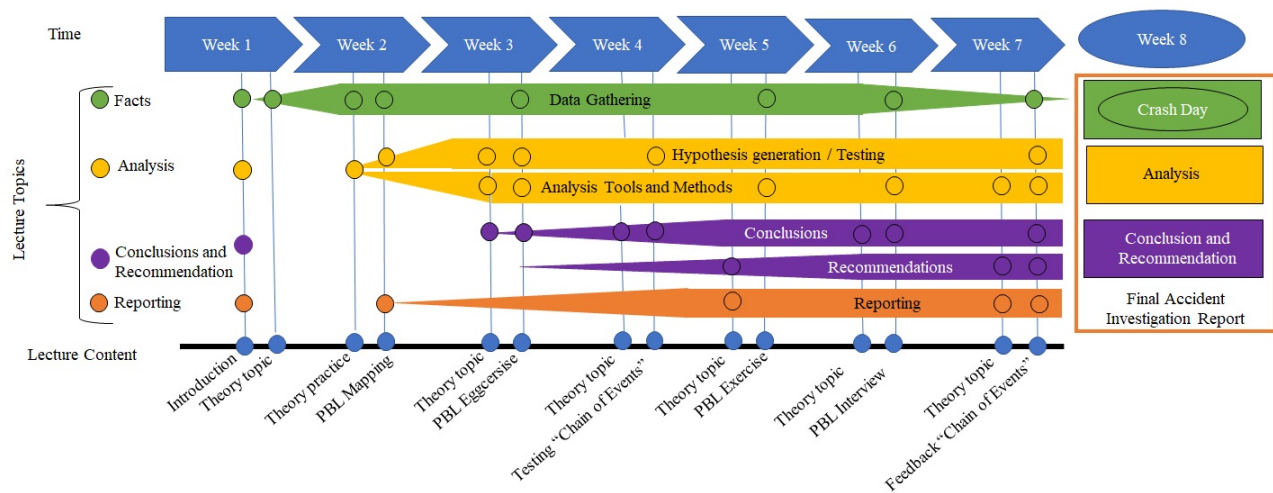 Time
Week 1
Week 2
Week 3
Week 4
Week 5
Week 6
Week 7
Week 8
Lecture Topics
Facts
Data Gathering
Crash Day
Analysis
Hypothesis generation / Testing
Analysis Tools and Methods
Analysis
Conclusions and
Recommendation
Conclusions
Recommendations
Conclusion and
Recommendation
Reporting
Reporting
Final Accident
Investigation Report
Lecture Content
Introduction
Theory topic
Theory practice
PBL Mapping
Theory topic
PBL Eggcersise
Theory topic
Testing “Chain of Events”
Theory topic
PBL Exercise
Theory topic
PBL Interview
Theory topic
Feedback “Chain of Events”